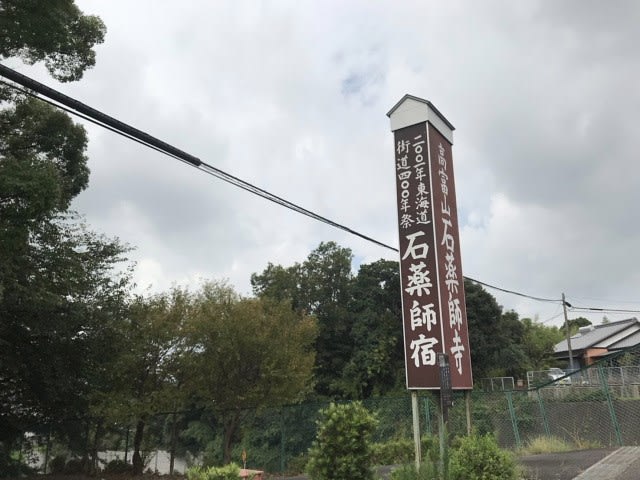 二〇〇一年東海道
街道四〇〇年祭
石薬師宿
高富山石薬師寺